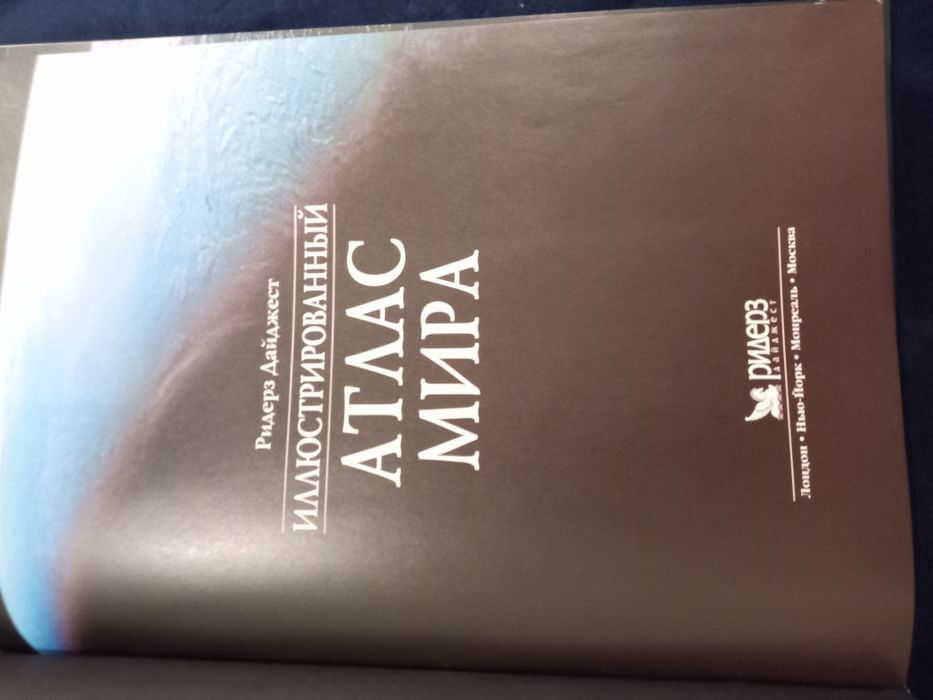 Ридерз Дайджест
ИЛЛЮСТРИРОВАННЫЙ
АТЛАС
МИРА
РИДЕРЗ
ДАЙДЖЕСТ
Лондон • Нью-Йорк • Монреаль • Москва